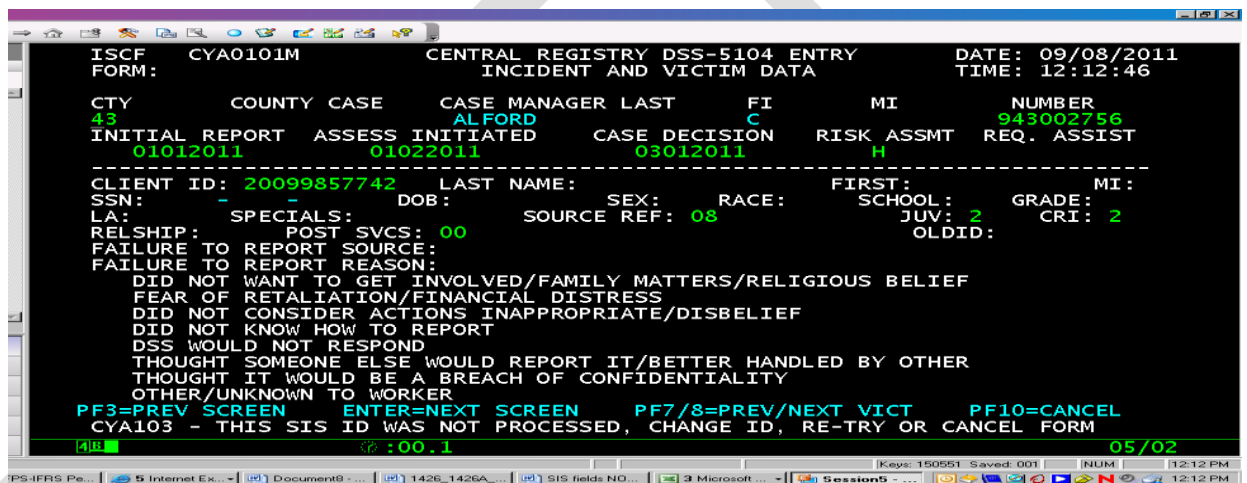 ISCF CYA0101M CENTRAL REGISTRY DSS-5104 ENTRY DATE: 09/08/2011
FORM: INCIDENT AND VICTIM DATA TIME: 12:12:46
CTY COUNTY CASE CASE MANAGER LAST FI MI NUMBER
43 ALFORD C 943002756
INITIAL REPORT ASSESS INITIATED CASE DECISION RISK ASSMT REQ. ASSIST
01012011 01022011 03012011 H
--------------------------------------------------------------------------------
CLIENT ID: 20099857742 LAST NAME: FIRST: MI:
SSN: - - DOB: SEX: RACE: SCHOOL: GRADE:
LA: SPECIALS: SOURCE REF: 08 JUV: 2 CRI: 2
RELSHIP: POST SVCS: 00 OLDID:
FAILURE TO REPORT SOURCE:
FAILURE TO REPORT REASON:
DID NOT WANT TO GET INVOLVED/FAMILY MATTERS/RELIGIOUS BELIEF
FEAR OF RETALIATION/FINANCIAL DISTRESS
DID NOT CONSIDER ACTIONS INAPPROPRIATE/DISBELIEF
DID NOT KNOW HOW TO REPORT
DSS WOULD NOT RESPOND
THOUGHT SOMEONE ELSE WOULD REPORT IT/BETTER HANDLED BY OTHER
THOUGHT IT WOULD BE A BREACH OF CONFIDENTIALITY
OTHER/UNKNOWN TO WORKER
PF3=PREV SCREEN ENTER=NEXT SCREEN PF7/8=PREV/NEXT VICT PF10=CANCEL
CYA103 - THIS SIS ID WAS NOT PROCESSED, CHANGE ID, RE-TRY OR CANCEL FORM
4B :00.1 05/02
Keys: 150551 Saved: 001 NUM 12:12 PM
PS-IFRS Pe... 5 Internet Ex... Document8 - ... 1426_1426A_... SIS fields NO... 3 Microsoft ... Session5 - ... 12:12 PM